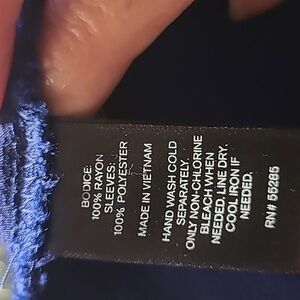 BODICE:
100% RAYON
SLEEVES:
100% POLYESTER
MADE IN VIETNAM
HAND WASH COLD
SEPARATELY.
ONLY NON-CHLORINE
BLEACH WHEN
NEEDED. LINE DRY.
COOL IRON IF
NEEDED.
RN# 55285